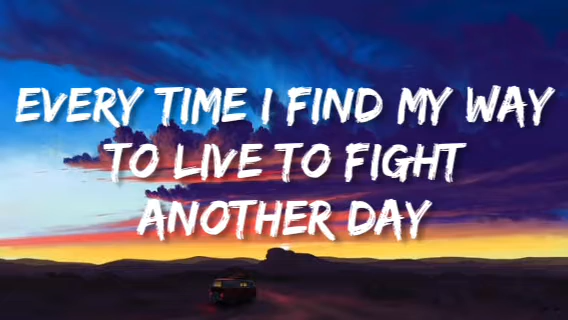 EVERY TIME I FIND MY WAY
TO LIVE TO FIGHT
ANOTHER DAY